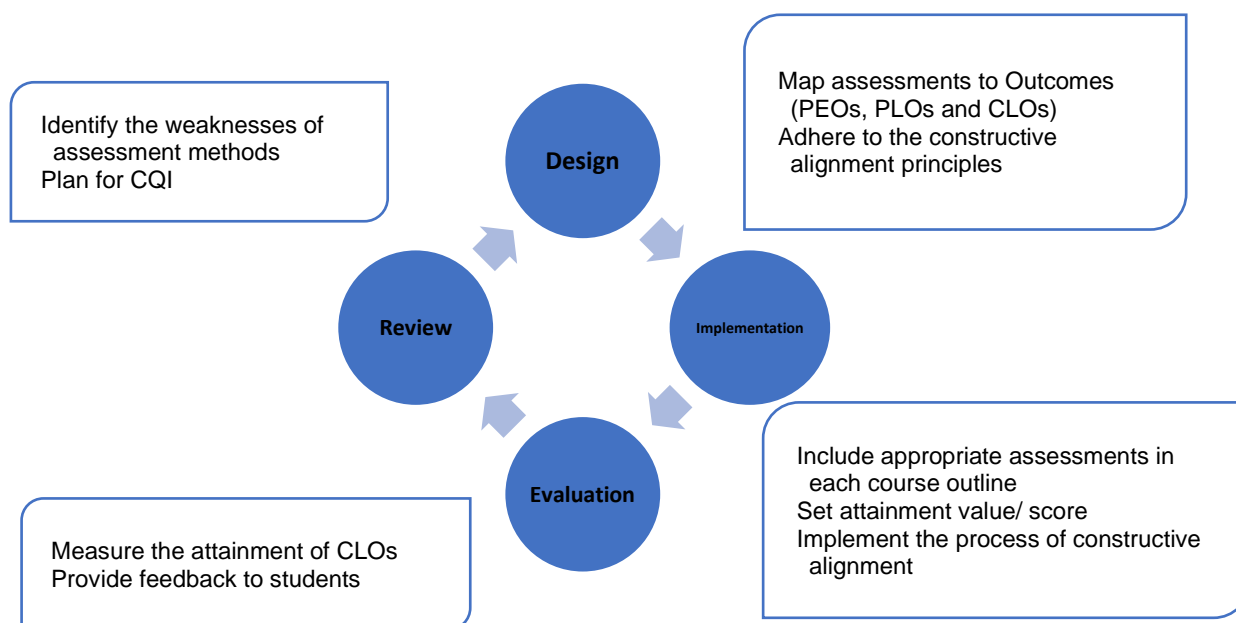 Identify the weaknesses of
assessment methods
Plan for CQI
Design
Map assessments to Outcomes
(PEOs, PLOs and CLOs)
Adhere to the constructive
alignment principles
Review
Implementation
Evaluation
Measure the attainment of CLOs
Provide feedback to students
Include appropriate assessments in
each course outline
Set attainment value/ score
Implement the process of constructive
alignment